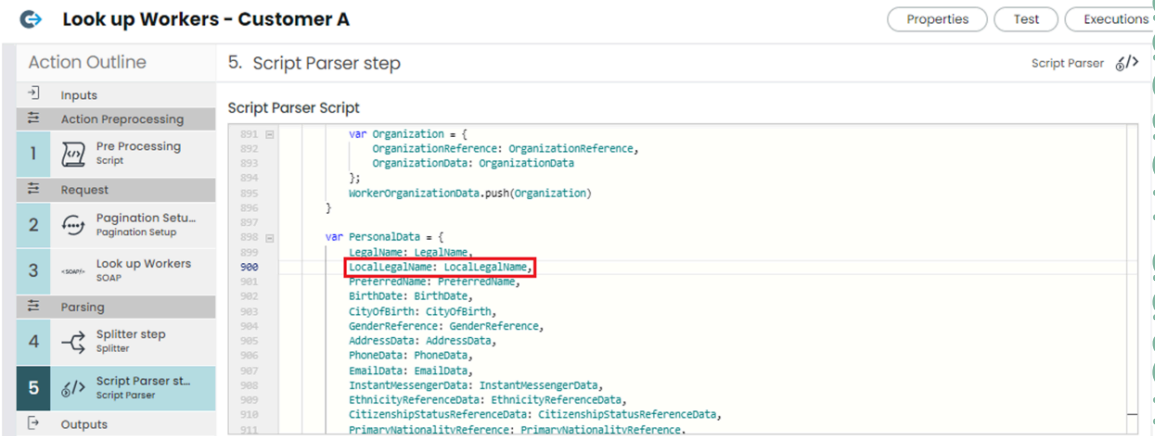 Look up Workers - Customer A
Properties
Test
Executions
Action Outline
Inputs
Action Preprocessing
1
Pre Processing
Script
Request
2
Pagination Setu...
Pagination Setup
3
<SOAP/>
Look up Workers
SOAP
Parsing
4
Splitter step
Splitter
5
Script Parser st...
Script Parser
Outputs
5. Script Parser step
Script Parser
Script Parser Script
891 var Organization = {
892 OrganizationReference: OrganizationReference,
893 OrganizationData: OrganizationData
894 };
895 WorkerOrganizationData.push(Organization)
896 }
897
898 var PersonalData = {
899 LegalName: LegalName,
900 LocalLegalName: LocalLegalName,
901 PreferredName: PreferredName,
902 BirthDate: BirthDate,
903 CityOfBirth: CityOfBirth,
904 GenderReference: GenderReference,
905 AddressData: AddressData,
906 PhoneData: PhoneData,
907 EmailData: EmailData,
908 InstantMessengerData: InstantMessengerData,
909 EthnicityReferenceData: EthnicityReferenceData,
910 CitizenshipStatusReferenceData: CitizenshipStatusReferenceData,
911 PrimaryNationalityReference: PrimaryNationalityReference,